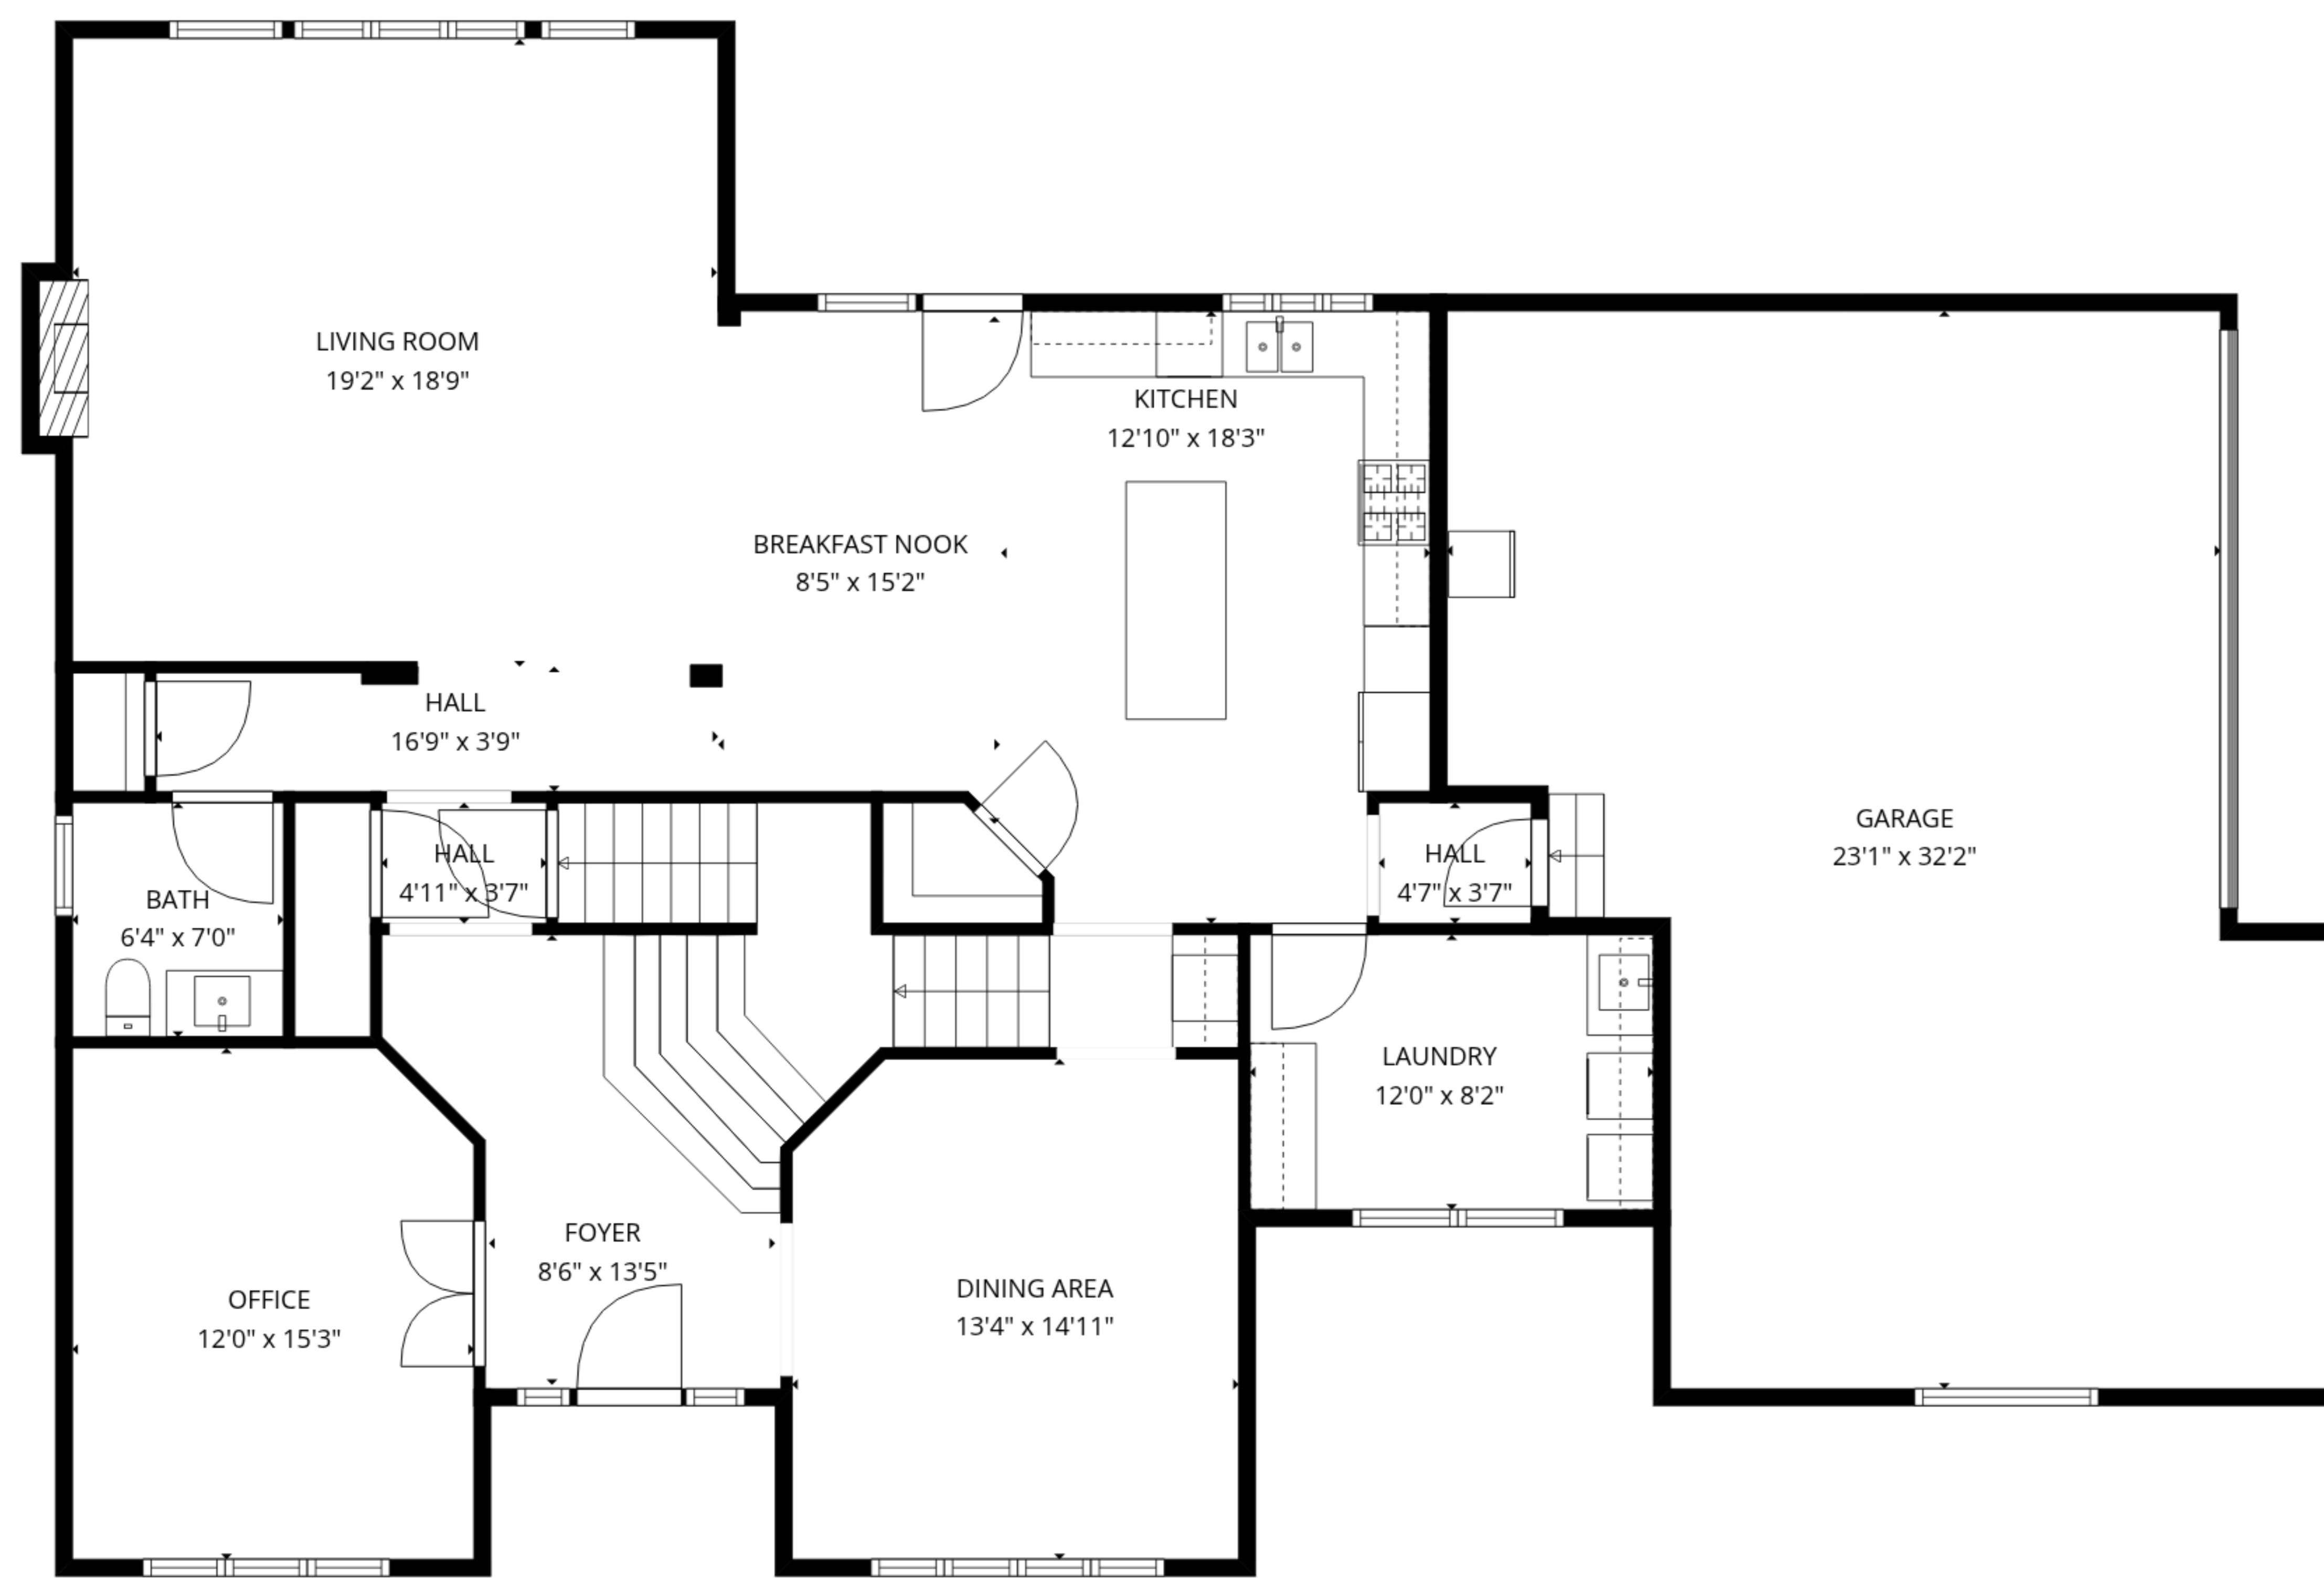 LIVING ROOM
19'2" x 18'9"
KITCHEN
12'10" x 18'3"
BREAKFAST NOOK
8'5" x 15'2"
HALL
16'9" x 3'9"
GARAGE
23'1" x 32'2"
HALL
4'11" x 3'7"
HALL
4'7" x 3'7"
BATH
6'4" x 7'0"
LAUNDRY
12'0" x 8'2"
FOYER
8'6" x 13'5"
DINING AREA
13'4" x 14'11"
OFFICE
12'0" x 15'3"